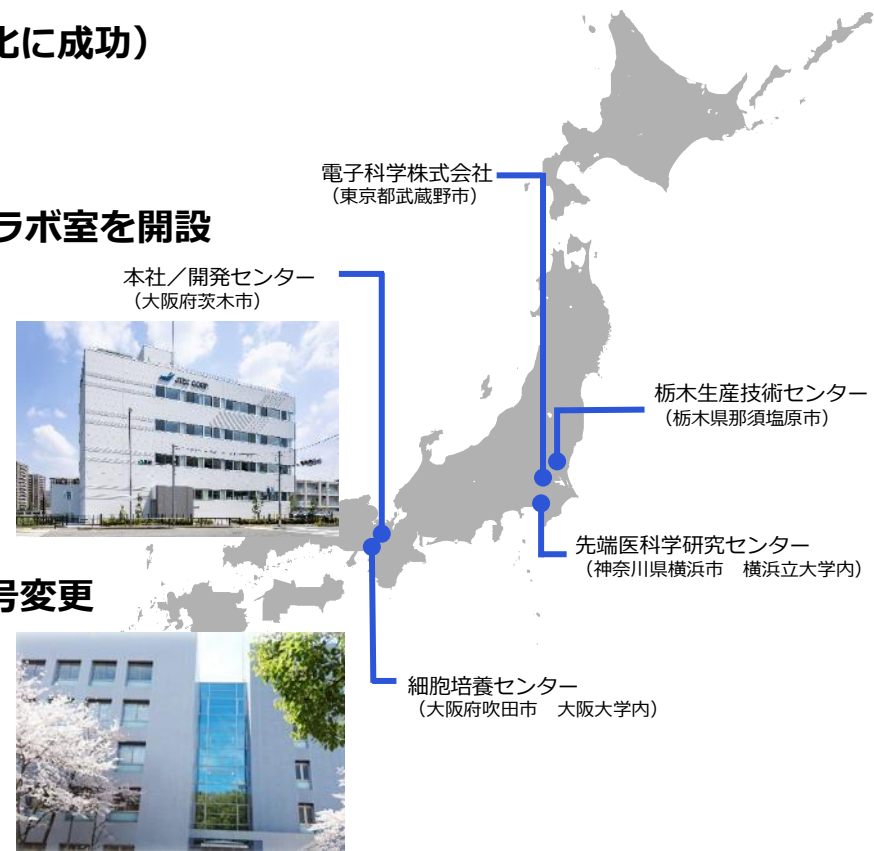 化に成功）
電子科学株式会社
（東京都武蔵野市）
ラボ室を開設
本社／開発センター
（大阪府茨木市）
JTEC CORP
栃木生産技術センター
（栃木県那須塩原市）
先端医科学研究センター
（神奈川県横浜市　横浜立大学内）
号変更
細胞培養センター
（大阪府吹田市　大阪大学内）